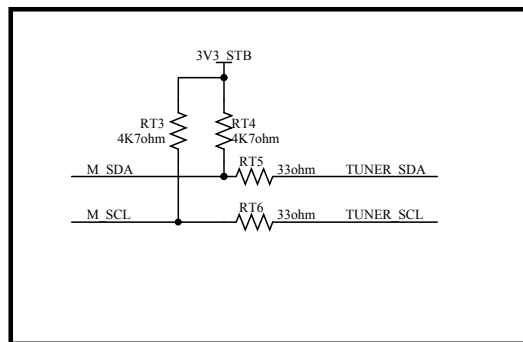 3V3_STB
RT3 RT4
4K7ohm 4K7ohm
RT5
M_SDA 33ohm TUNER_SDA
RT6
M_SCL 33ohm TUNER_SCL